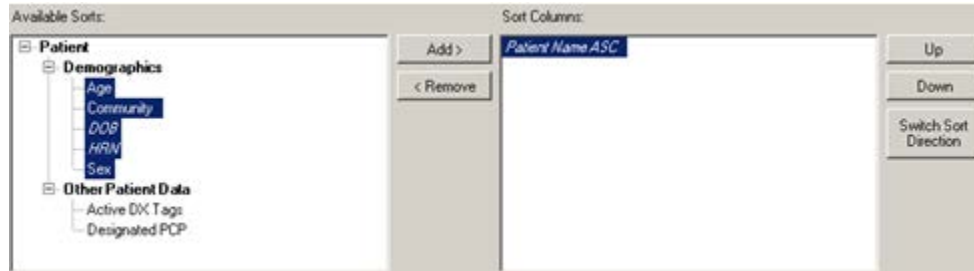 Available Sorts:
Sort Columns:
Patient
Demographics
Age
Community
DOB
HRN
Sex
Other Patient Data
Active DX Tags
Designated PCP
Add >
< Remove
Patient Name ASC
Up
Down
Switch Sort
Direction